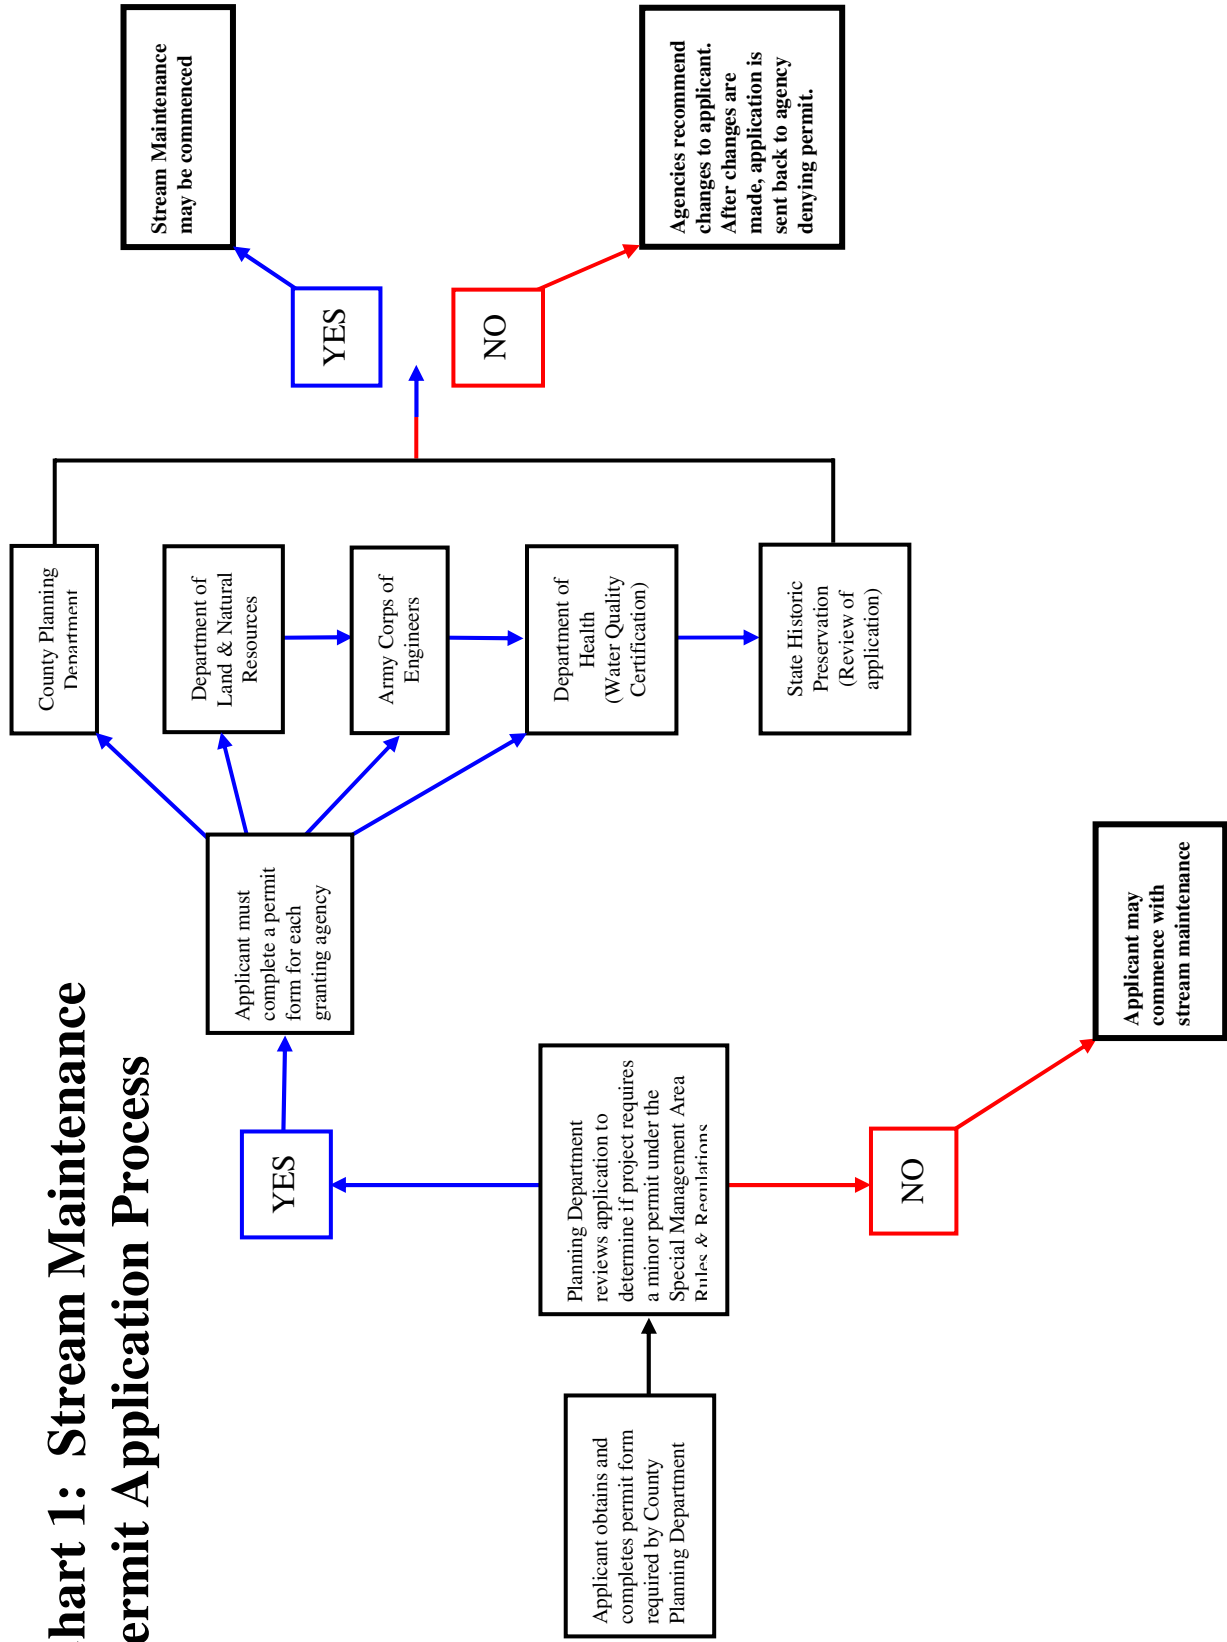 hart 1: Stream Maintenance
ermit Application Process
Applicant obtains and
completes permit form
required by County
Planning Department
Planning Department
reviews application to
determine if project requires
a minor permit under the
Special Management Area
Rules & Regulations
YES
NO
Applicant may
commence with
stream maintenance
Applicant must
complete a permit
form for each
granting agency
County Planning
Department
Department of
Land & Natural
Resources
Army Corps of
Engineers
Department of
Health
(Water Quality
Certification)
State Historic
Preservation
(Review of
application)
YES
NO
Stream Maintenance
may be commenced
Agencies recommend
changes to applicant.
After changes are
made, application is
sent back to agency
denying permit.